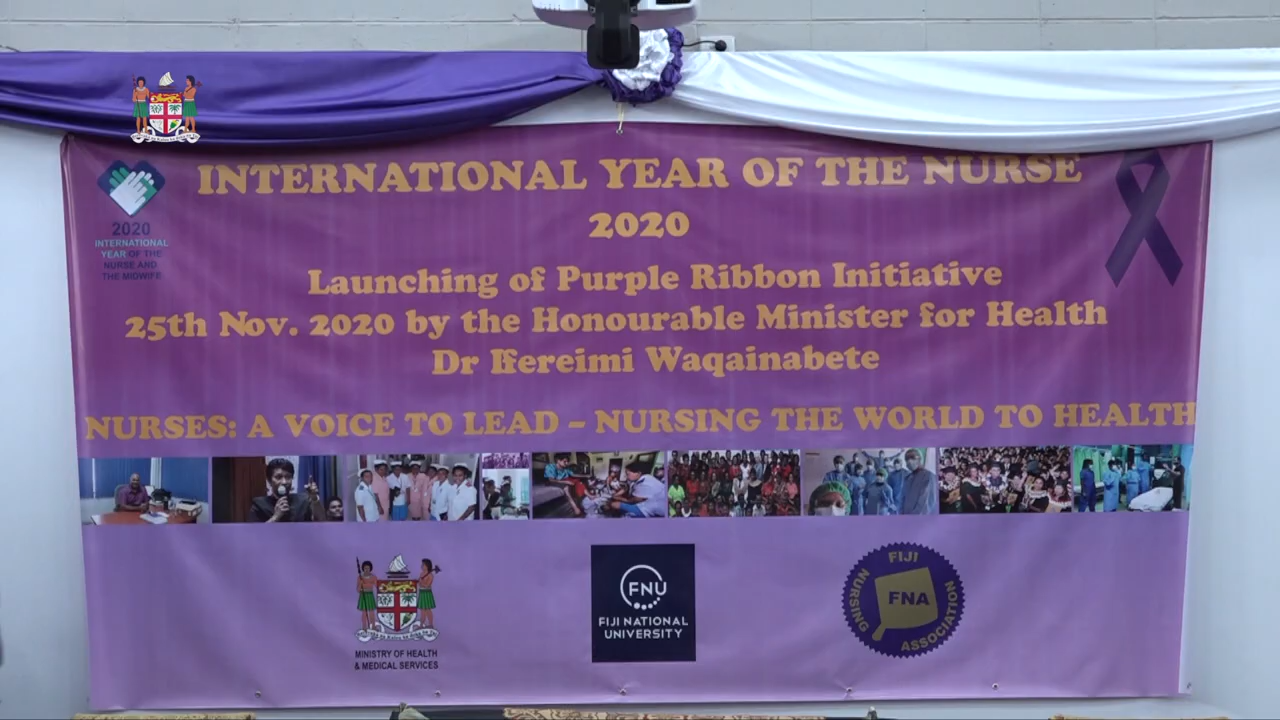 INTERNATIONAL YEAR OF THE NURSE
2020
Launching of Purple Ribbon Initiative
25th Nov. 2020 by the Honourable Minister for Health
Dr Ifereimi Waqainabete
NURSES: A VOICE TO LEAD – NURSING THE WORLD TO HEALTH
2020
INTERNATIONAL
YEAR OF THE
NURSE AND
THE MIDWIFE
MINISTRY OF HEALTH
& MEDICAL SERVICES
FNU
FIJI NATIONAL
UNIVERSITY
FIJI
NURSING
FNA
ASSOCIATION